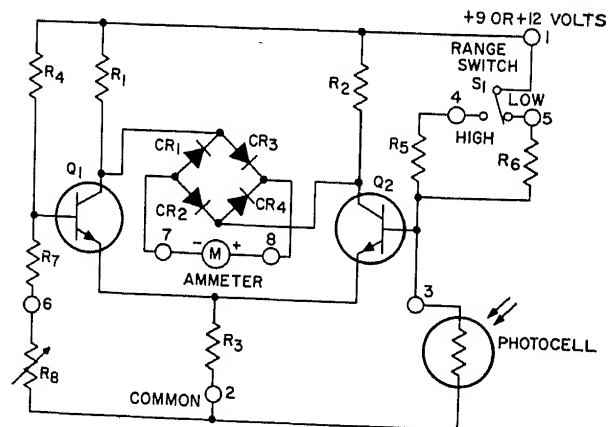 +9 OR +12 VOLTS
1
RANGE
SWITCH
S1
R4
R1
R2
4
LOW
5
HIGH
R5
R6
CR1
CR3
Q1
Q2
CR2
CR4
R7
7
- M +
8
AMMETER
6
3
R8
R3
PHOTOCELL
COMMON
2